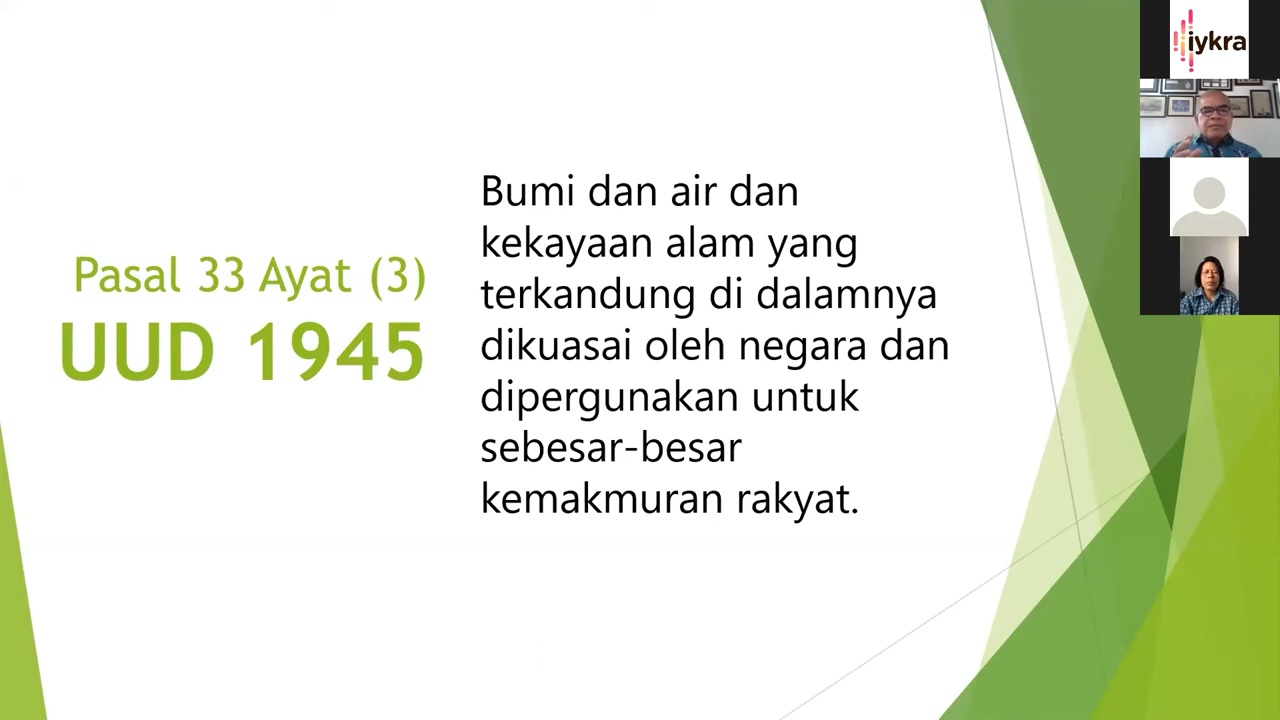 Pasal 33 Ayat (3)
UUD 1945
Bumi dan air dan
kekayaan alam yang
terkandung di dalamnya
dikuasai oleh negara dan
dipergunakan untuk
sebesar-besar
kemakmuran rakyat.
iykra